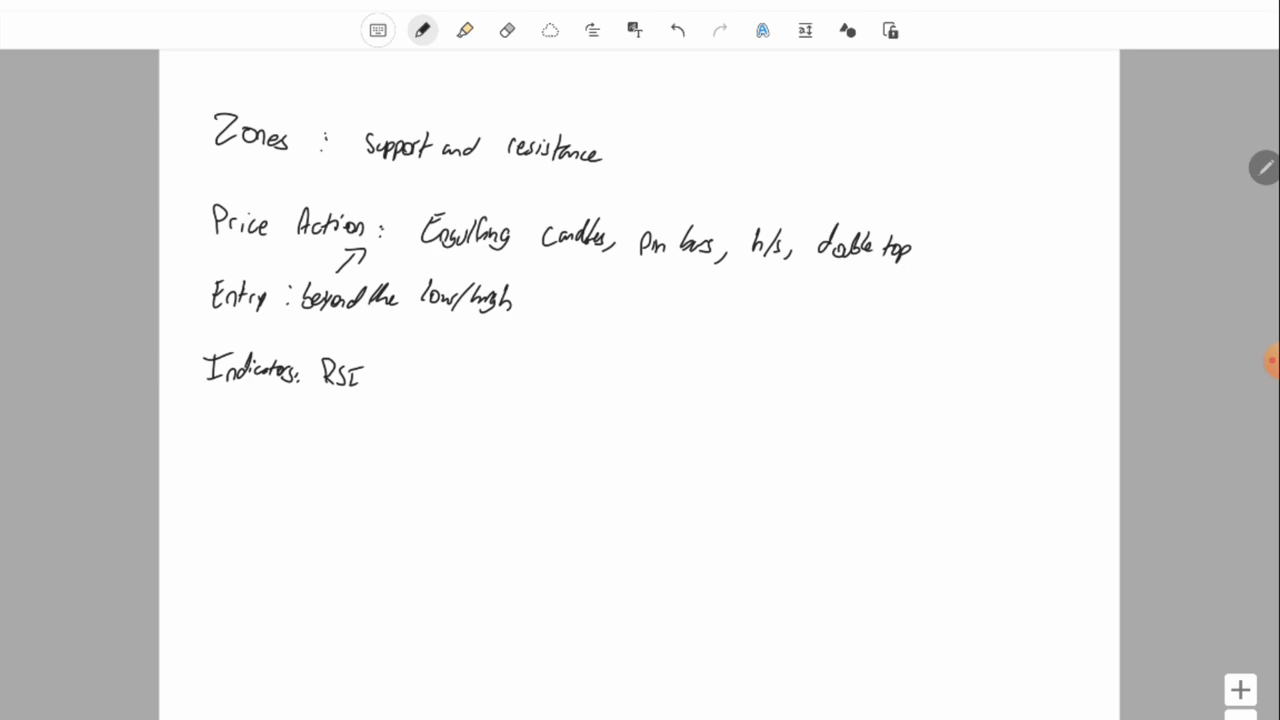 Zones : support and resistance
Price Action : Engulfing candles, pin bars, h/s, double top
Entry : beyond the low/high
Indicators: RSI